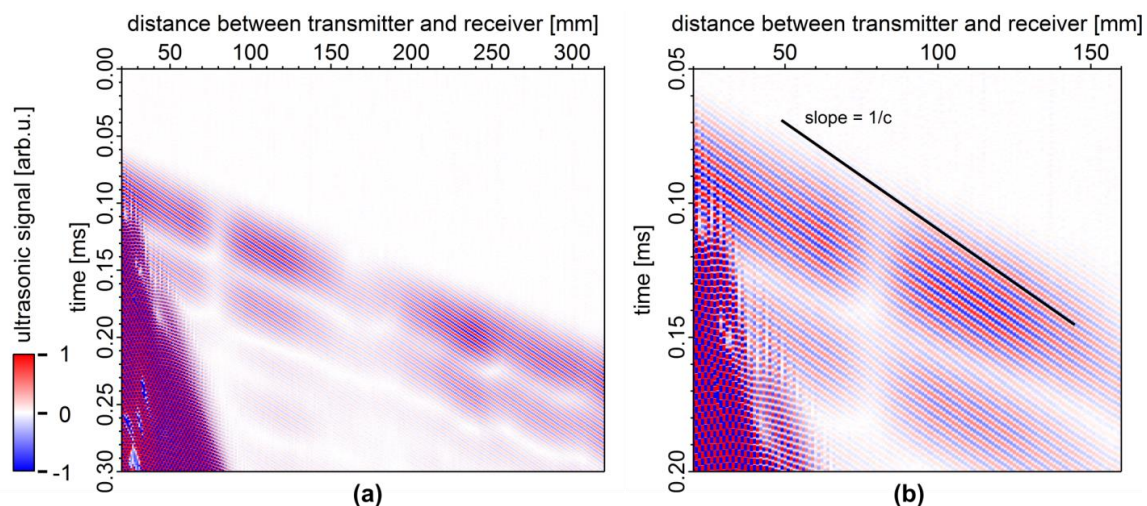 distance between transmitter and receiver [mm]
50 100 150 200 250 300
0.00
0.05
0.10
0.15
0.20
0.25
0.30
time [ms]
ultrasonic signal [arb.u.]
1
0
-1
(a)
distance between transmitter and receiver [mm]
50 100 150
0.05
0.10
0.15
0.20
time [ms]
slope = 1/c
(b)